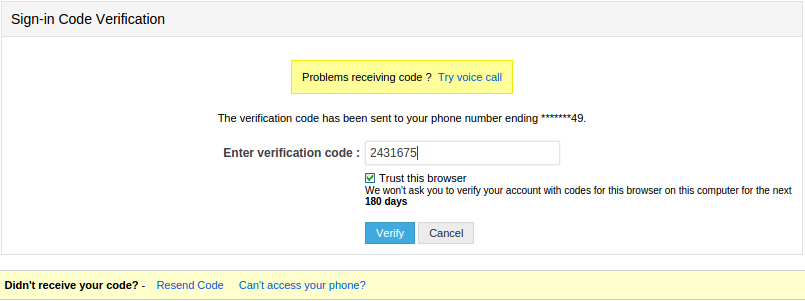 Sign-in Code Verification
Problems receiving code ? Try voice call
The verification code has been sent to your phone number ending *******49.
Enter verification code : 2431675
Trust this browser
We won't ask you to verify your account with codes for this browser on this computer for the next
180 days
Verify Cancel
Didn't receive your code? - Resend Code Can't access your phone?